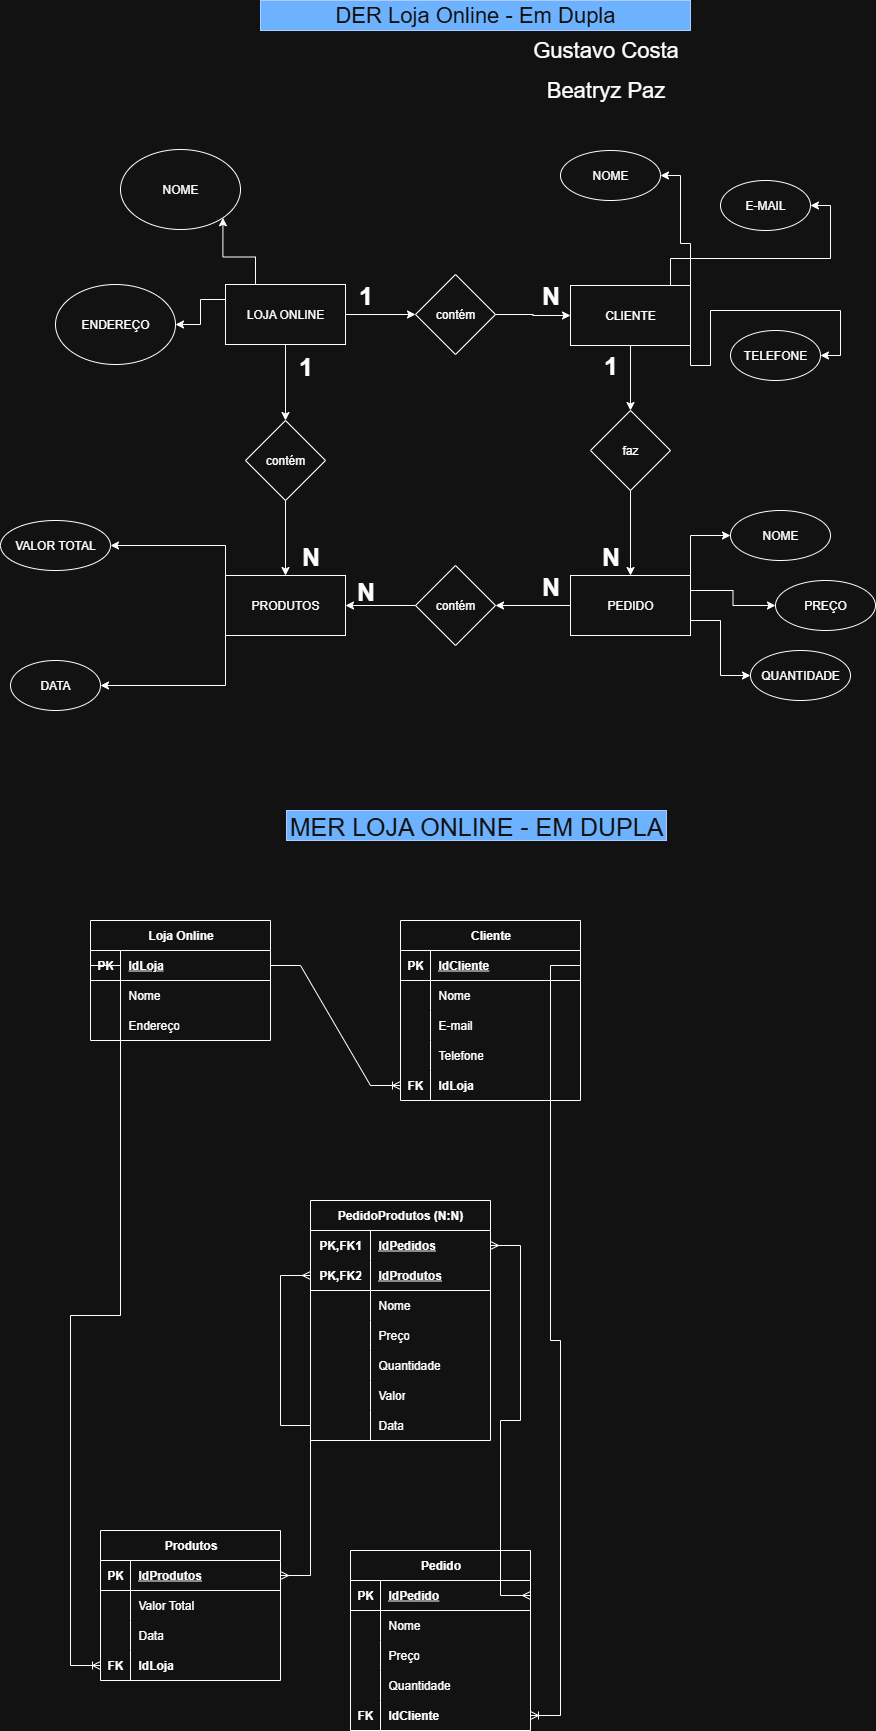 DER Loja Online - Em Dupla
Gustavo Costa
Beatryz Paz
NOME
NOME
E-MAIL
1
N
LOJA ONLINE
contém
CLIENTE
ENDEREÇO
TELEFONE
1
1
contém
faz
NOME
VALOR TOTAL
N
N
N
N
PRODUTOS
contém
PEDIDO
PREÇO
DATA
QUANTIDADE
MER LOJA ONLINE - EM DUPLA
Loja Online
PK IdLoja
Nome
Endereço
Cliente
PK IdCliente
Nome
E-mail
Telefone
FK IdLoja
PedidoProdutos (N:N)
PK,FK1 IdPedidos
PK,FK2 IdProdutos
Nome
Preço
Quantidade
Valor
Data
Produtos
PK IdProdutos
Valor Total
Data
FK IdLoja
Pedido
PK IdPedido
Nome
Preço
Quantidade
FK IdCliente